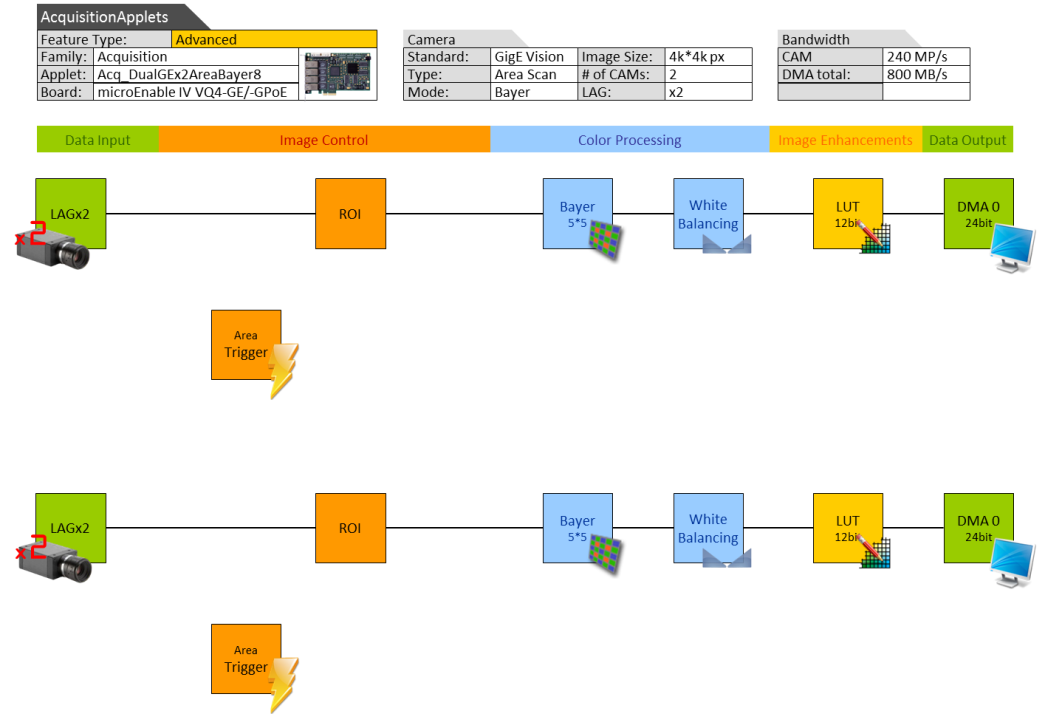 AcquisitionApplets
Feature Type: Advanced
Family: Acquisition
Applet: Acq_DualGEx2AreaBayer8
Board: microEnable IV VQ4-GE/-GPoE
Camera
Standard: GigE Vision Image Size: 4k*4k px
Type: Area Scan # of CAMs: 2
Mode: Bayer LAG: x2
Bandwidth
CAM 240 MP/s
DMA total: 800 MB/s
Data Input Image Control Color Processing Image Enhancements Data Output
LAGx2
x2
ROI
Bayer
5*5
White
Balancing
LUT
12bit
DMA 0
24bit
Area
Trigger
LAGx2
x2
ROI
Bayer
5*5
White
Balancing
LUT
12bit
DMA 0
24bit
Area
Trigger